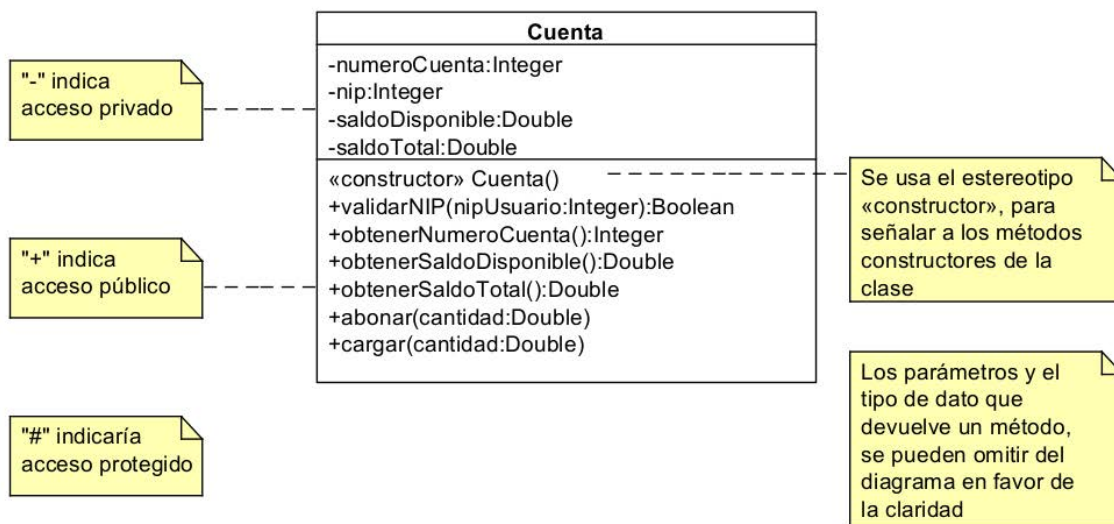 Cuenta
-numeroCuenta:Integer
-nip:Integer
-saldoDisponible:Double
-saldoTotal:Double
«constructor» Cuenta()
+validarNIP(nipUsuario:Integer):Boolean
+obtenerNumeroCuenta():Integer
+obtenerSaldoDisponible():Double
+obtenerSaldoTotal():Double
+abonar(cantidad:Double)
+cargar(cantidad:Double)
"-" indica
acceso privado
"+" indica
acceso público
"#" indicaría
acceso protegido
Se usa el estereotipo
«constructor», para
señalar a los métodos
constructores de la
clase
Los parámetros y el
tipo de dato que
devuelve un método,
se pueden omitir del
diagrama en favor de
la claridad